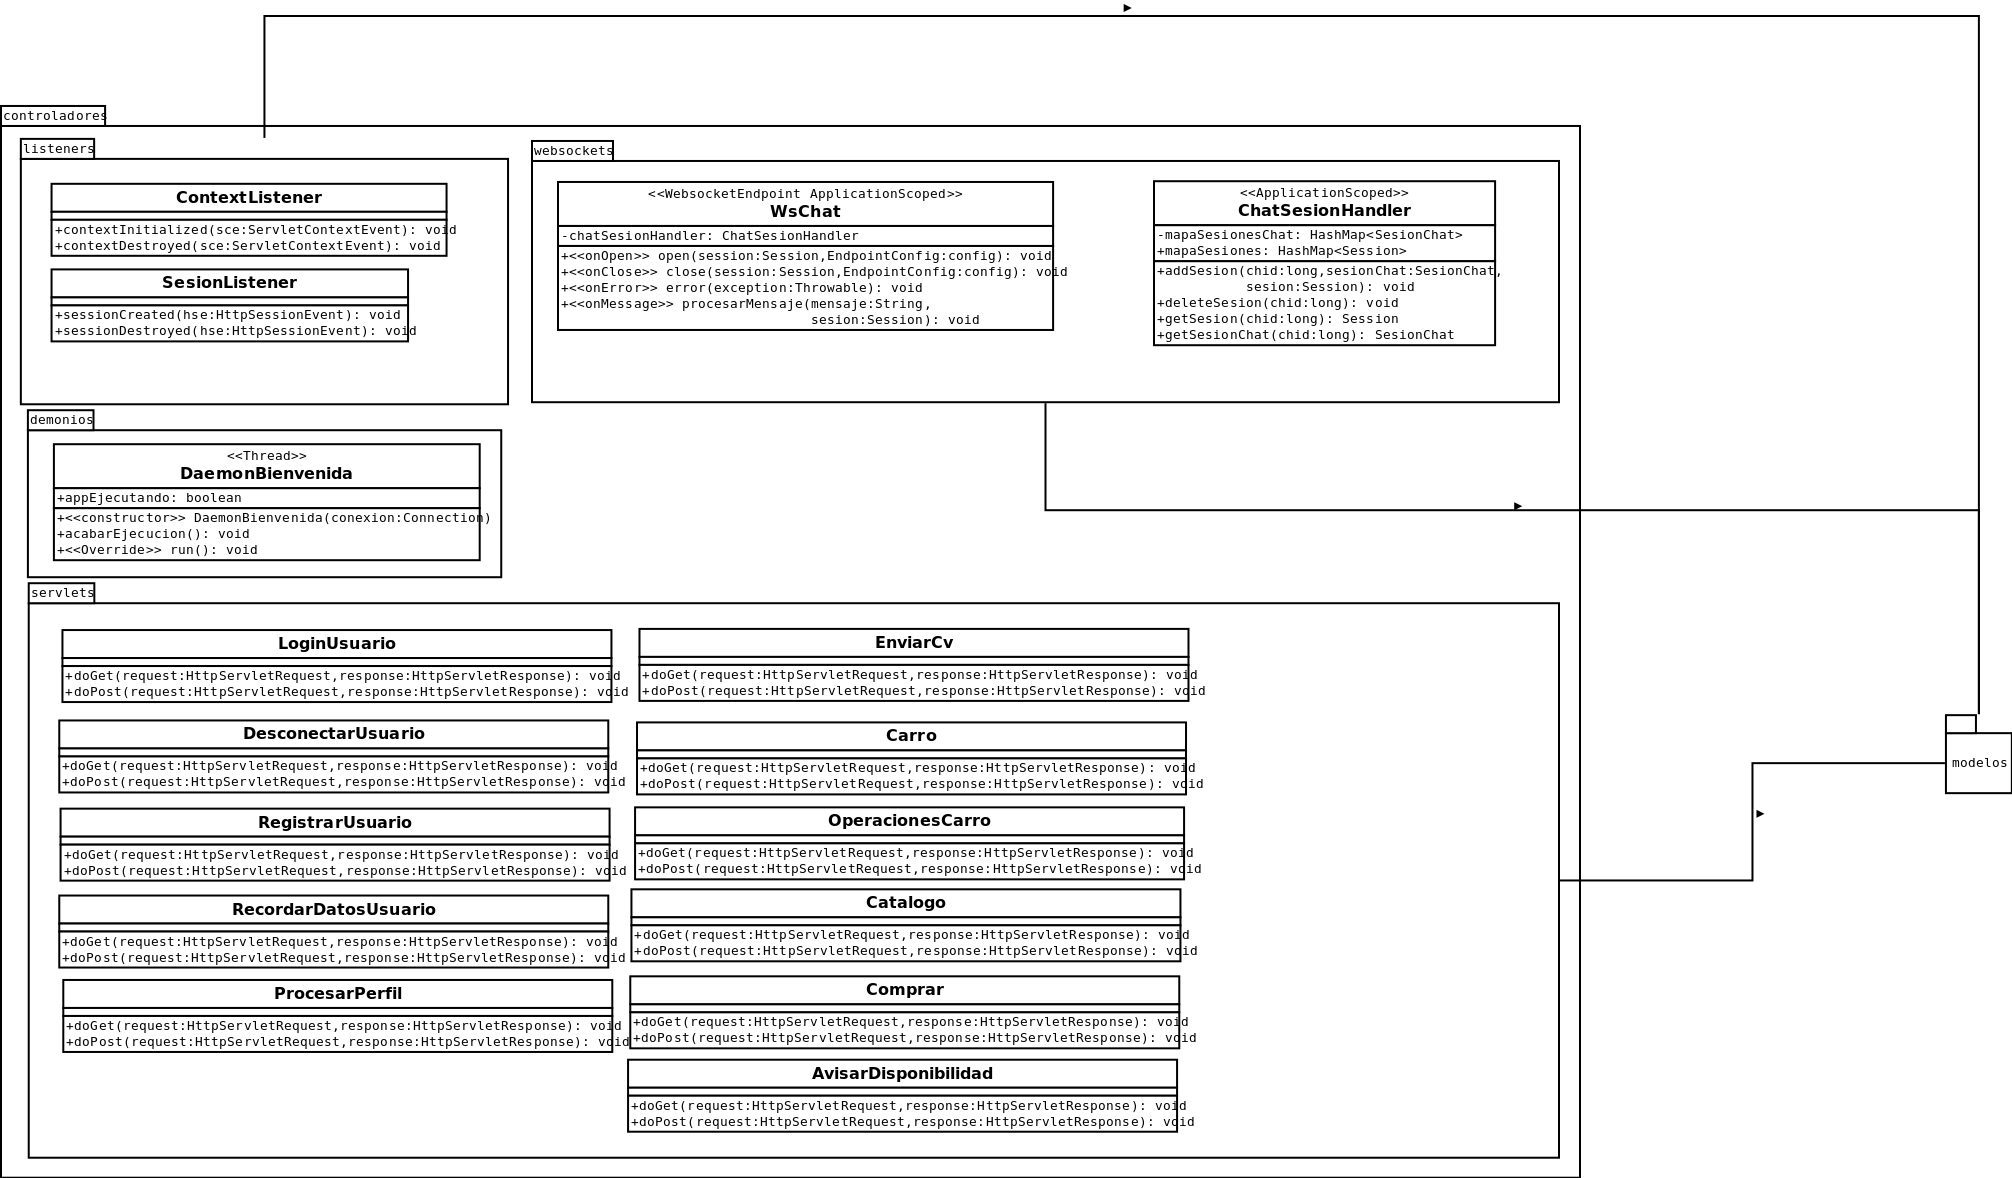 controladores
listeners
ContextListener
+contextInitialized(sce:ServletContextEvent): void
+contextDestroyed(sce:ServletContextEvent): void
SesionListener
+sessionCreated(hse:HttpSessionEvent): void
+sessionDestroyed(hse:HttpSessionEvent): void
websockets
<<WebsocketEndpoint ApplicationScoped>>
WsChat
-chatSesionHandler: ChatSesionHandler
+<<onOpen>> open(session:Session,EndpointConfig:config): void
+<<onClose>> close(session:Session,EndpointConfig:config): void
+<<onError>> error(exception:Throwable): void
+<<onMessage>> procesarMensaje(mensaje:String,
sesion:Session): void
<<ApplicationScoped>>
ChatSesionHandler
-mapaSesionesChat: HashMap<SesionChat>
+mapaSesiones: HashMap<Session>
+addSesion(chid:long,sesionChat:SesionChat,
sesion:Session): void
+deleteSesion(chid:long): void
+getSesion(chid:long): Session
+getSesionChat(chid:long): SesionChat
demonios
<<Thread>>
DaemonBienvenida
+appEjecutando: boolean
+<<constructor>> DaemonBienvenida(conexion:Connection)
+acabarEjecucion(): void
+<<Override>> run(): void
servlets
LoginUsuario
+doGet(request:HttpServletRequest,response:HttpServletResponse): void
+doPost(request:HttpServletRequest,response:HttpServletResponse): void
DesconectarUsuario
+doGet(request:HttpServletRequest,response:HttpServletResponse): void
+doPost(request:HttpServletRequest,response:HttpServletResponse): void
RegistrarUsuario
+doGet(request:HttpServletRequest,response:HttpServletResponse): void
+doPost(request:HttpServletRequest,response:HttpServletResponse): void
RecordarDatosUsuario
+doGet(request:HttpServletRequest,response:HttpServletResponse): void
+doPost(request:HttpServletRequest,response:HttpServletResponse): void
ProcesarPerfil
+doGet(request:HttpServletRequest,response:HttpServletResponse): void
+doPost(request:HttpServletRequest,response:HttpServletResponse): void
EnviarCv
+doGet(request:HttpServletRequest,response:HttpServletResponse): void
+doPost(request:HttpServletRequest,response:HttpServletResponse): void
Carro
+doGet(request:HttpServletRequest,response:HttpServletResponse): void
+doPost(request:HttpServletRequest,response:HttpServletResponse): void
OperacionesCarro
+doGet(request:HttpServletRequest,response:HttpServletResponse): void
+doPost(request:HttpServletRequest,response:HttpServletResponse): void
Catalogo
+doGet(request:HttpServletRequest,response:HttpServletResponse): void
+doPost(request:HttpServletRequest,response:HttpServletResponse): void
Comprar
+doGet(request:HttpServletRequest,response:HttpServletResponse): void
+doPost(request:HttpServletRequest,response:HttpServletResponse): void
AvisarDisponibilidad
+doGet(request:HttpServletRequest,response:HttpServletResponse): void
+doPost(request:HttpServletRequest,response:HttpServletResponse): void
modelos